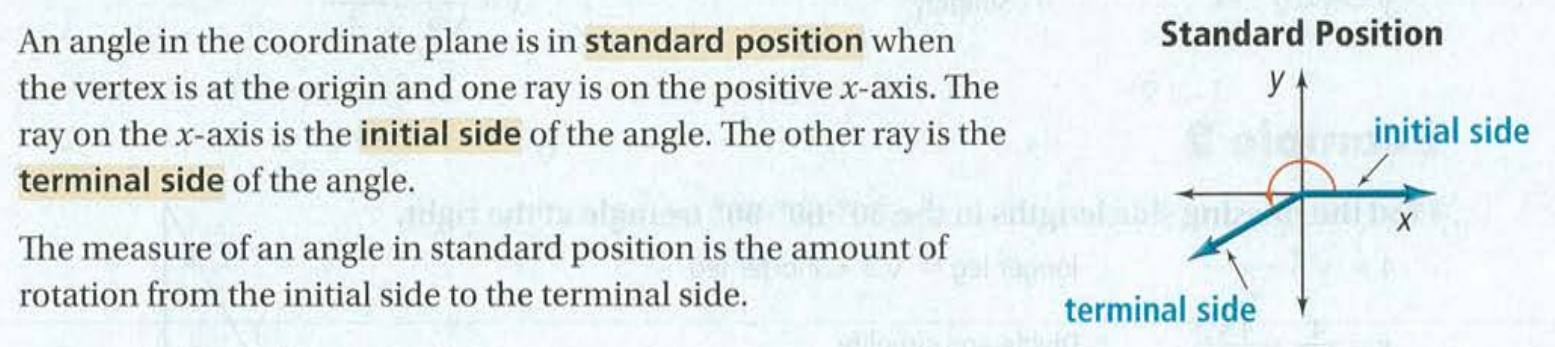 An angle in the coordinate plane is in standard position when
the vertex is at the origin and one ray is on the positive x-axis. The
ray on the x-axis is the initial side of the angle. The other ray is the
terminal side of the angle.
The measure of an angle in standard position is the amount of
rotation from the initial side to the terminal side.
Standard Position
y
initial side
x
terminal side